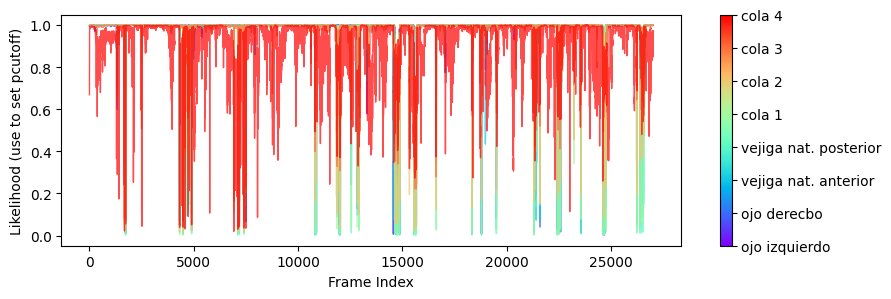 Likelihood (use to set pcutoff)
1.0
0.8
0.6
0.4
0.2
0.0
0
5000
10000
15000
20000
25000
Frame Index
cola 4
cola 3
cola 2
cola 1
vejiga nat. posterior
vejiga nat. anterior
ojo derecbo
ojo izquierdo